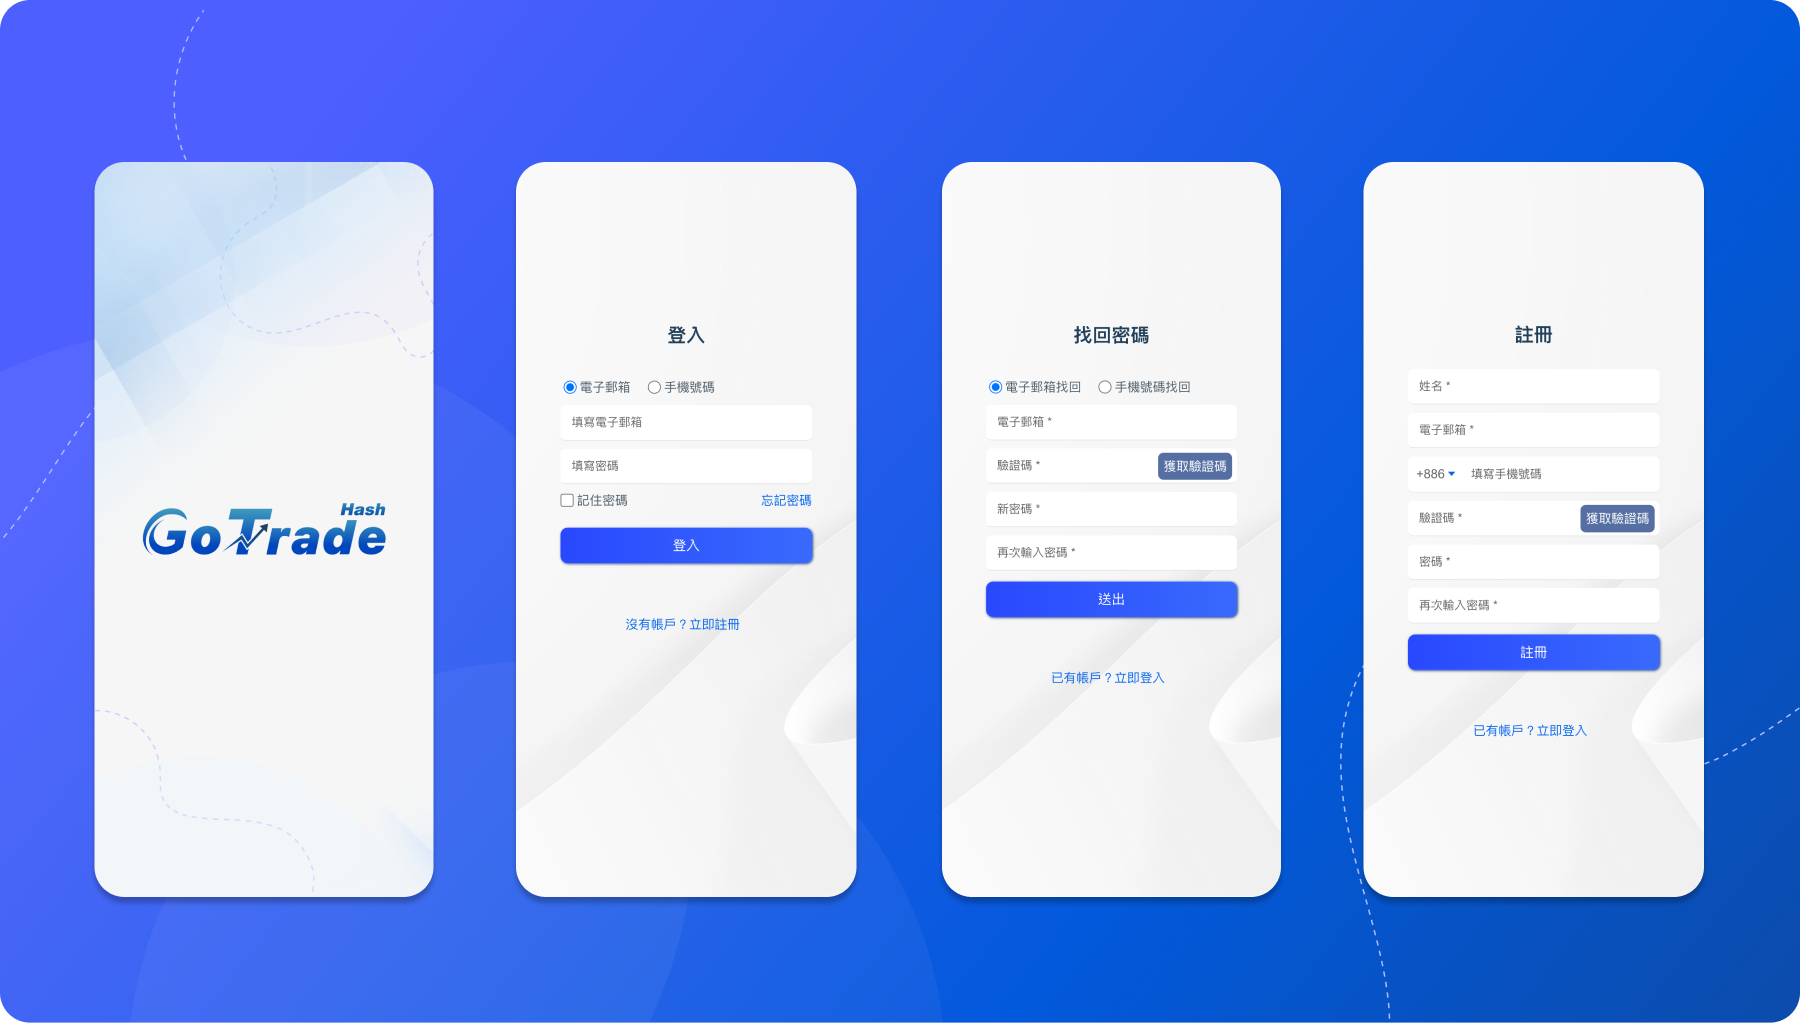 Hash
GoTrade
登入
電子郵箱 手機號碼
填寫電子郵箱
填寫密碼
記住密碼 忘記密碼
登入
沒有帳戶？立即註冊
找回密碼
電子郵箱找回 手機號碼找回
電子郵箱 *
驗證碼 * 獲取驗證碼
新密碼 *
再次輸入密碼 *
送出
已有帳戶？立即登入
註冊
姓名 *
電子郵箱 *
+886 填寫手機號碼
驗證碼 * 獲取驗證碼
密碼 *
再次輸入密碼 *
註冊
已有帳戶？立即登入